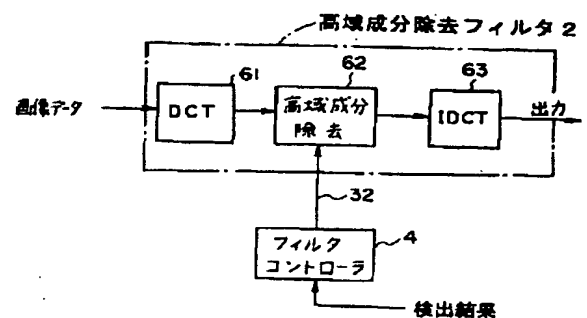 高域成分除去フィルタ2
61
62
63
画像データ
DCT
高域成分
除去
IDCT
出力
32
フィルタ
コントローラ
4
検出結果